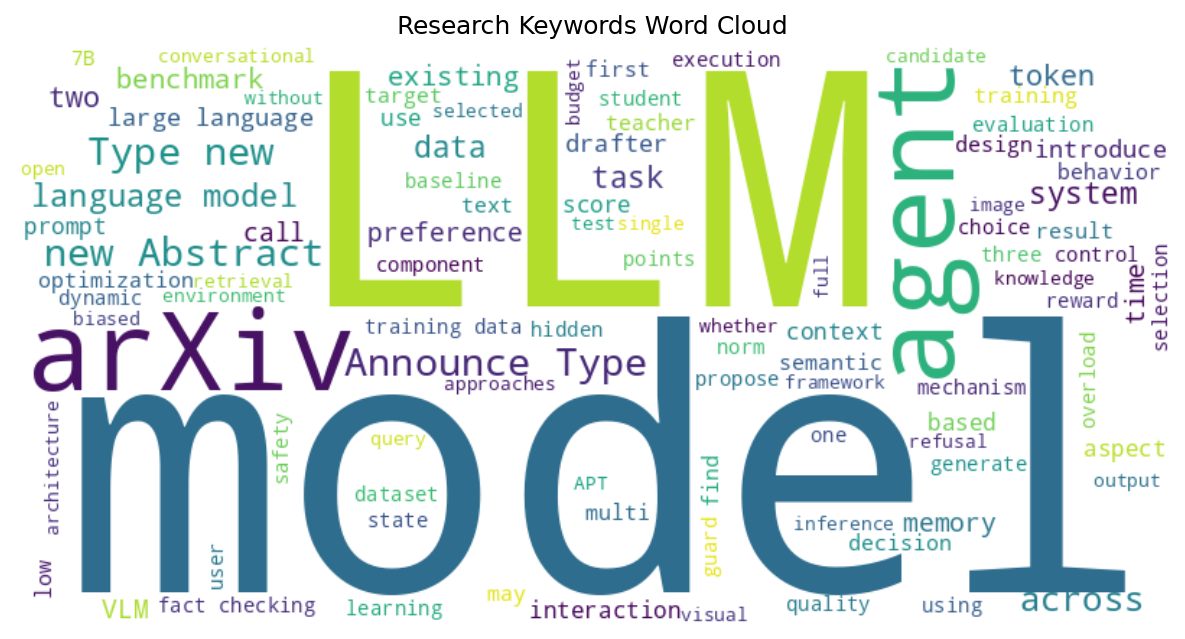 Research Keywords Word Cloud
7B
conversational
benchmark
existing
first
execution
candidate
token
two
without
target
budget
student
training
large language
use
selected
teacher
evaluation
Type new
data
drafter
design
introduce
open
baseline
task
behavior
language model
text
score
system
prompt
call
preference
test
single
image
choice
result
new Abstract
component
points
three
control
optimization
retrieval
full
knowledge
dynamic
environment
reward
time
selection
biased
LLM
agent
arXiv
training data
hidden
whether
context
norm
Announce Type
approaches
semantic
propose
framework
mechanism
overload
model
architecture
safety
query
one
based
refusal
aspect
dataset
APT
find
generate
output
state
multi
inference
memory
guard
decision
low
user
VLM
fact checking
learning
may
interaction
visual
quality
using
across